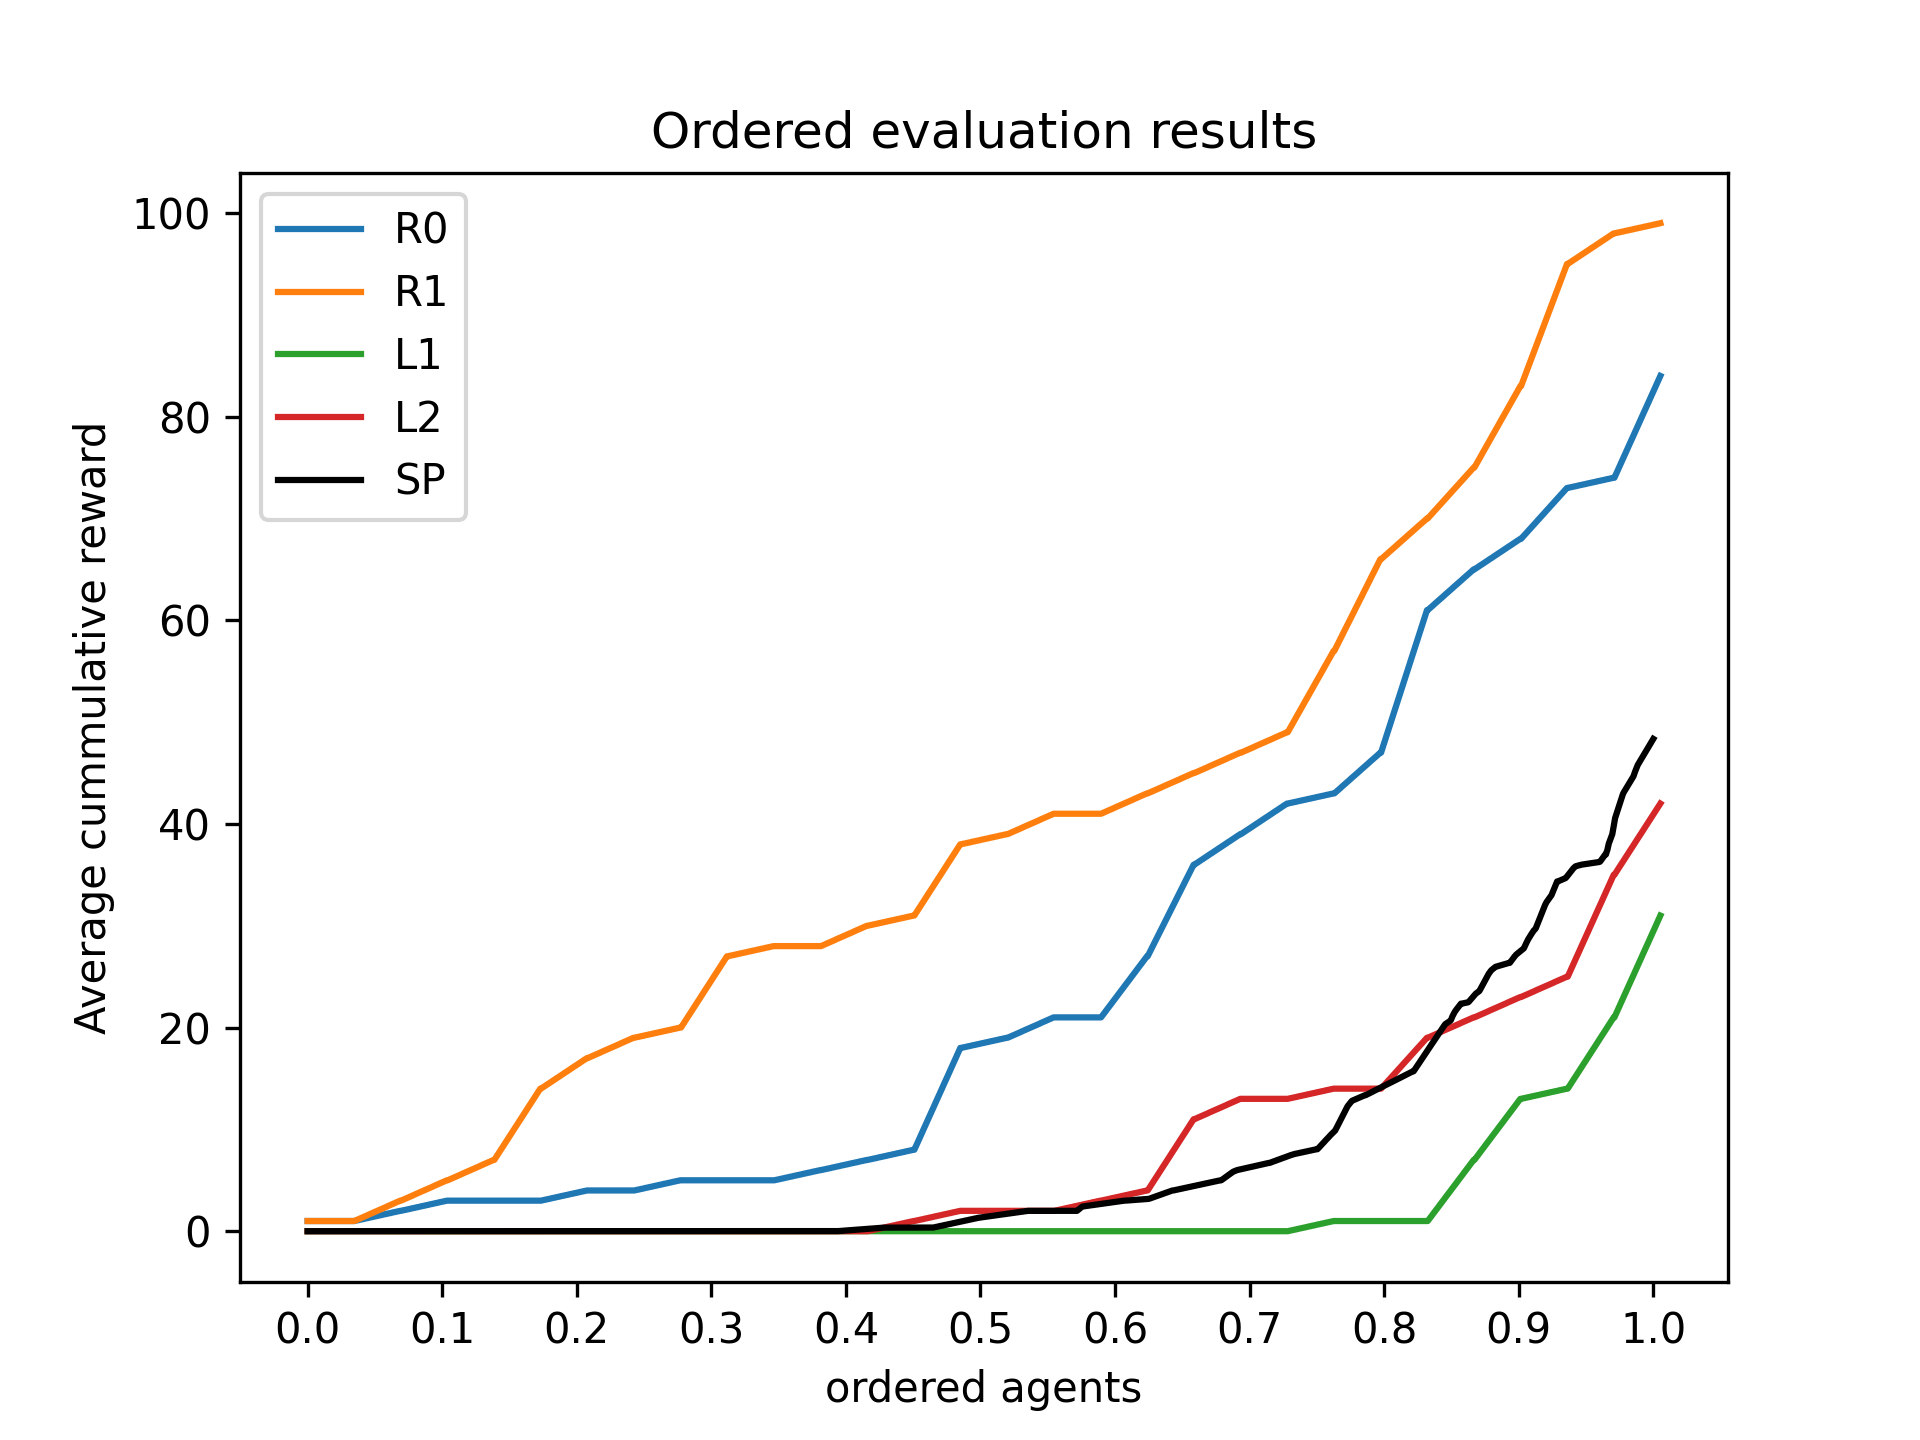 Ordered evaluation results
R0
R1
L1
L2
SP
Average cummulative reward
100
80
60
40
20
0
0.0 0.1 0.2 0.3 0.4 0.5 0.6 0.7 0.8 0.9 1.0
ordered agents